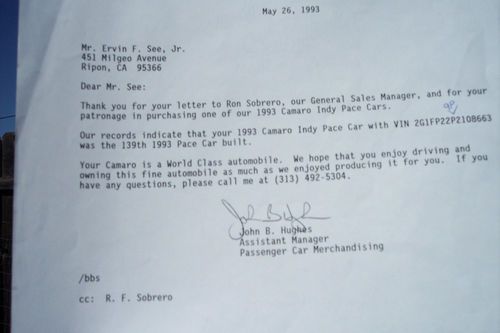 May 26, 1993
Mr. Ervin F. See, Jr.
451 Milgeo Avenue
Ripon, CA 95366
Dear Mr. See:
Thank you for your letter to Ron Sobrero, our General Sales Manager, and for your
patronage in purchasing one of our 1993 Camaro Indy Pace Cars.
Our records indicate that your 1993 Camaro Indy Pace Car with VIN 2G1FP22P2P2108663
was the 139th 1993 Pace Car built.
Your Camaro is a World Class automobile. We hope that you enjoy driving and
owning this fine automobile as much as we enjoyed producing it for you. If you
have any questions, please call me at (313) 492-5304.
John B. Hughes
Assistant Manager
Passenger Car Merchandising
/bbs
cc: R. F. Sobrero